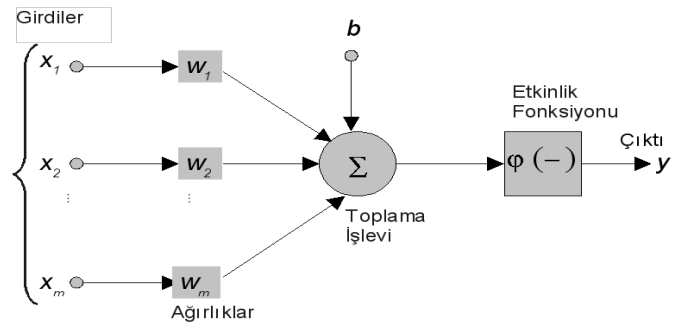 Girdiler
x1 w1
b
Etkinlik
Fonksiyonu
x2 w2
Σ
φ (−)
Çıktı
y
⋮ ⋮
Toplama
İşlevi
xm wm
Ağırlıklar